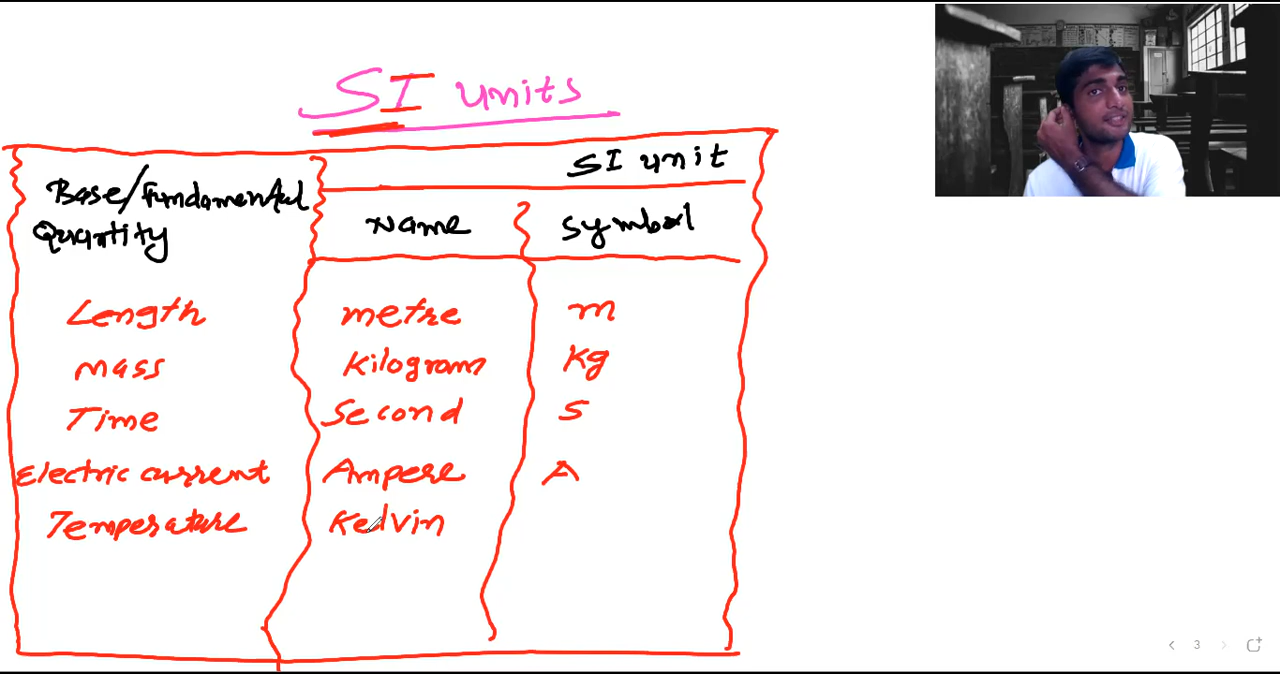 SI units
SI unit
Base/Fundamental
Quantity
Name
Symbol
Length
metre
m
Mass
Kilogram
Kg
Time
Second
S
Electric current
Ampere
A
Temperature
Kelvin
3